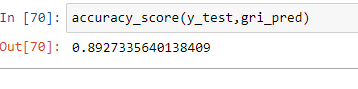 In [70]: accuracy_score(y_test,gri_pred)
Out[70]: 0.8927335640138409